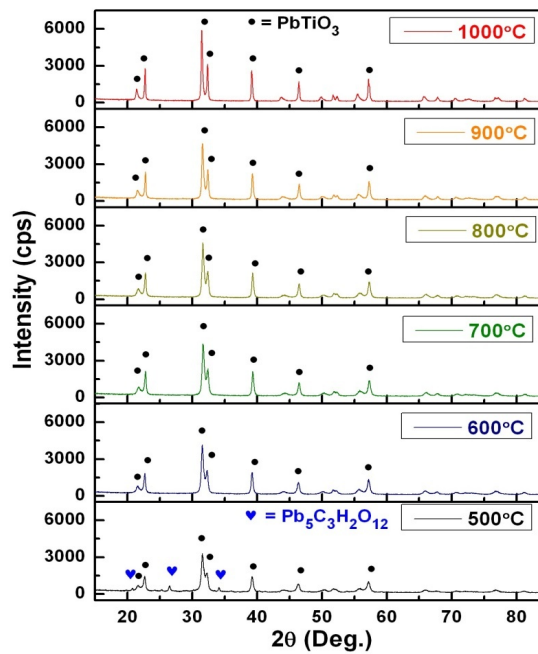 ● = PbTiO₃
1000°C
6000
3000
0
900°C
6000
3000
0
800°C
6000
3000
0
700°C
6000
3000
0
600°C
6000
3000
0
♥ = Pb₅C₃H₂O₁₂
500°C
6000
3000
0
20 30 40 50 60 70 80
2θ (Deg.)
Intensity (cps)